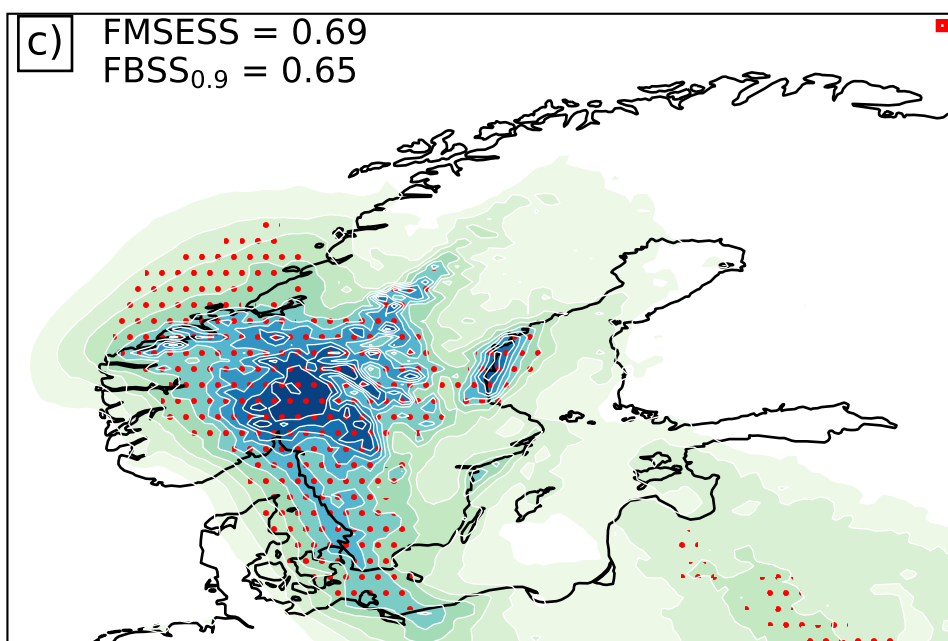 c)
FMSESS = 0.69
FBSS₀.₉ = 0.65